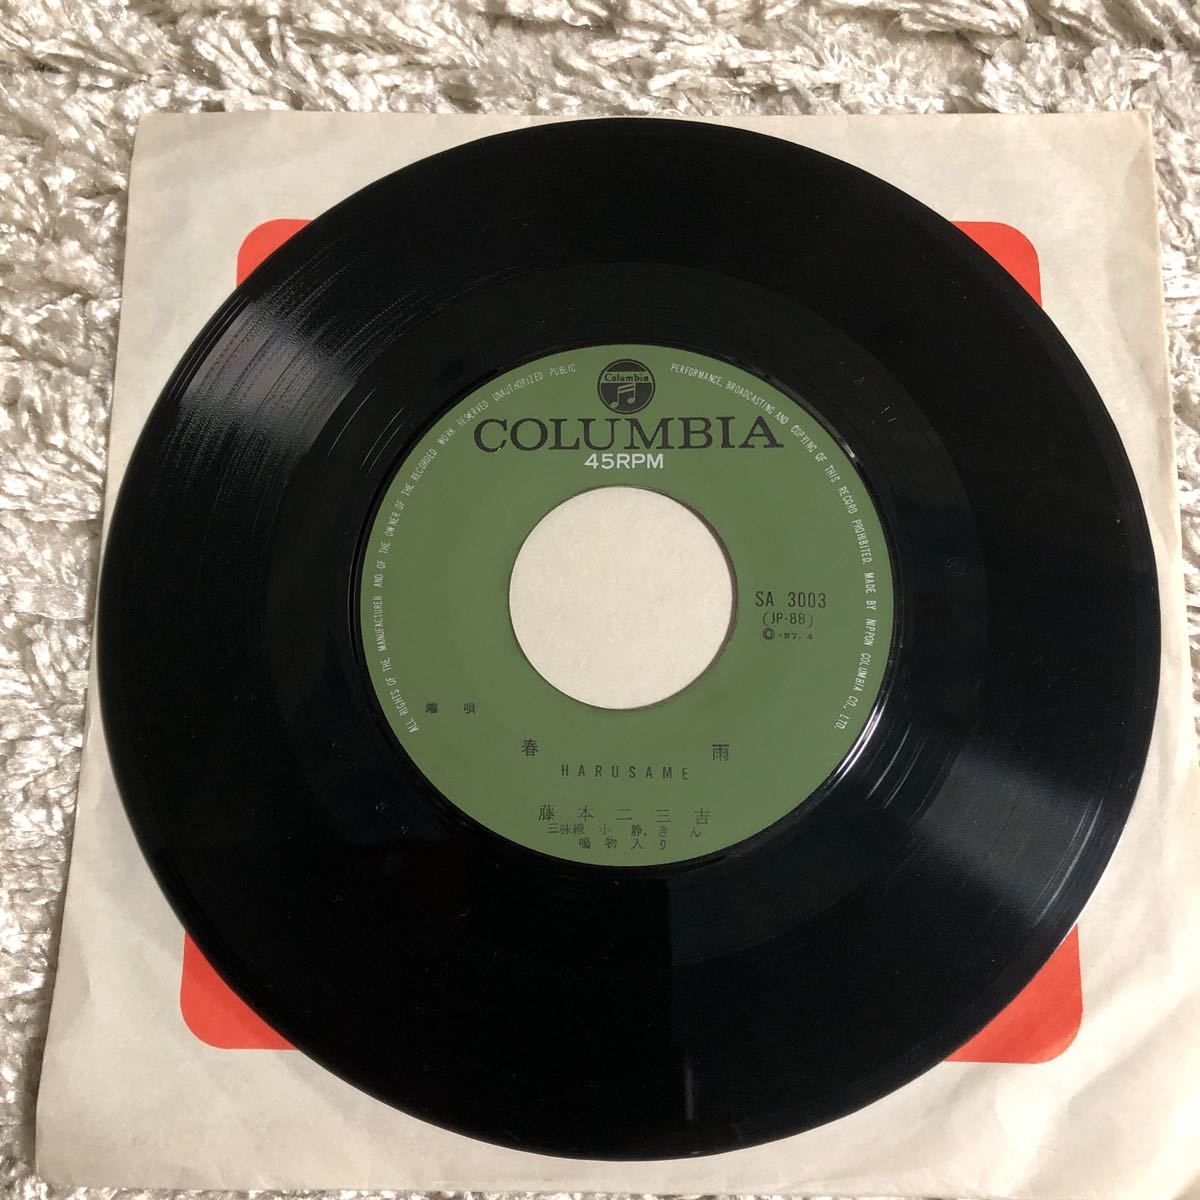 Columbia
COLUMBIA
45RPM
ALL RIGHTS OF THE MANUFACTURER AND OF THE OWNER OF THE RECORDED WORK RESERVED UNAUTHORIZED PUBLIC PERFORMANCE, BROADCASTING AND COPYING OF THIS RECORD PROHIBITED. MADE BY NIPPON COLUMBIA CO., LTD.
SA 3003
(JP-88)
Ⓒ '57.4
端唄
春雨
HARUSAME
藤本二三吉
三味線 小静, きん
鳴物入り